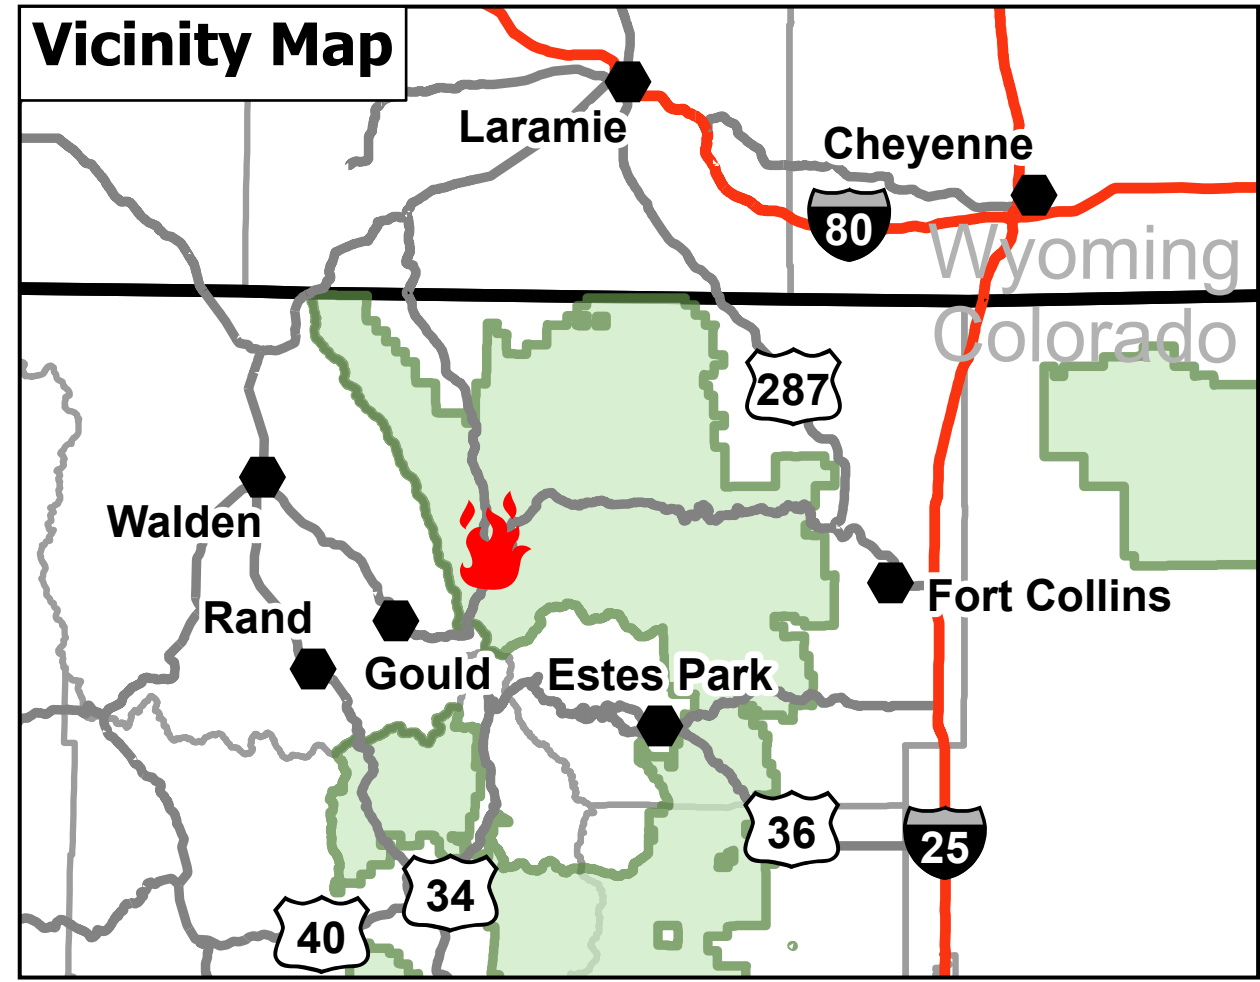 Vicinity Map
Laramie
Cheyenne
80
Wyoming
Colorado
287
Walden
Fort Collins
Rand
Gould
Estes Park
36
25
34
40